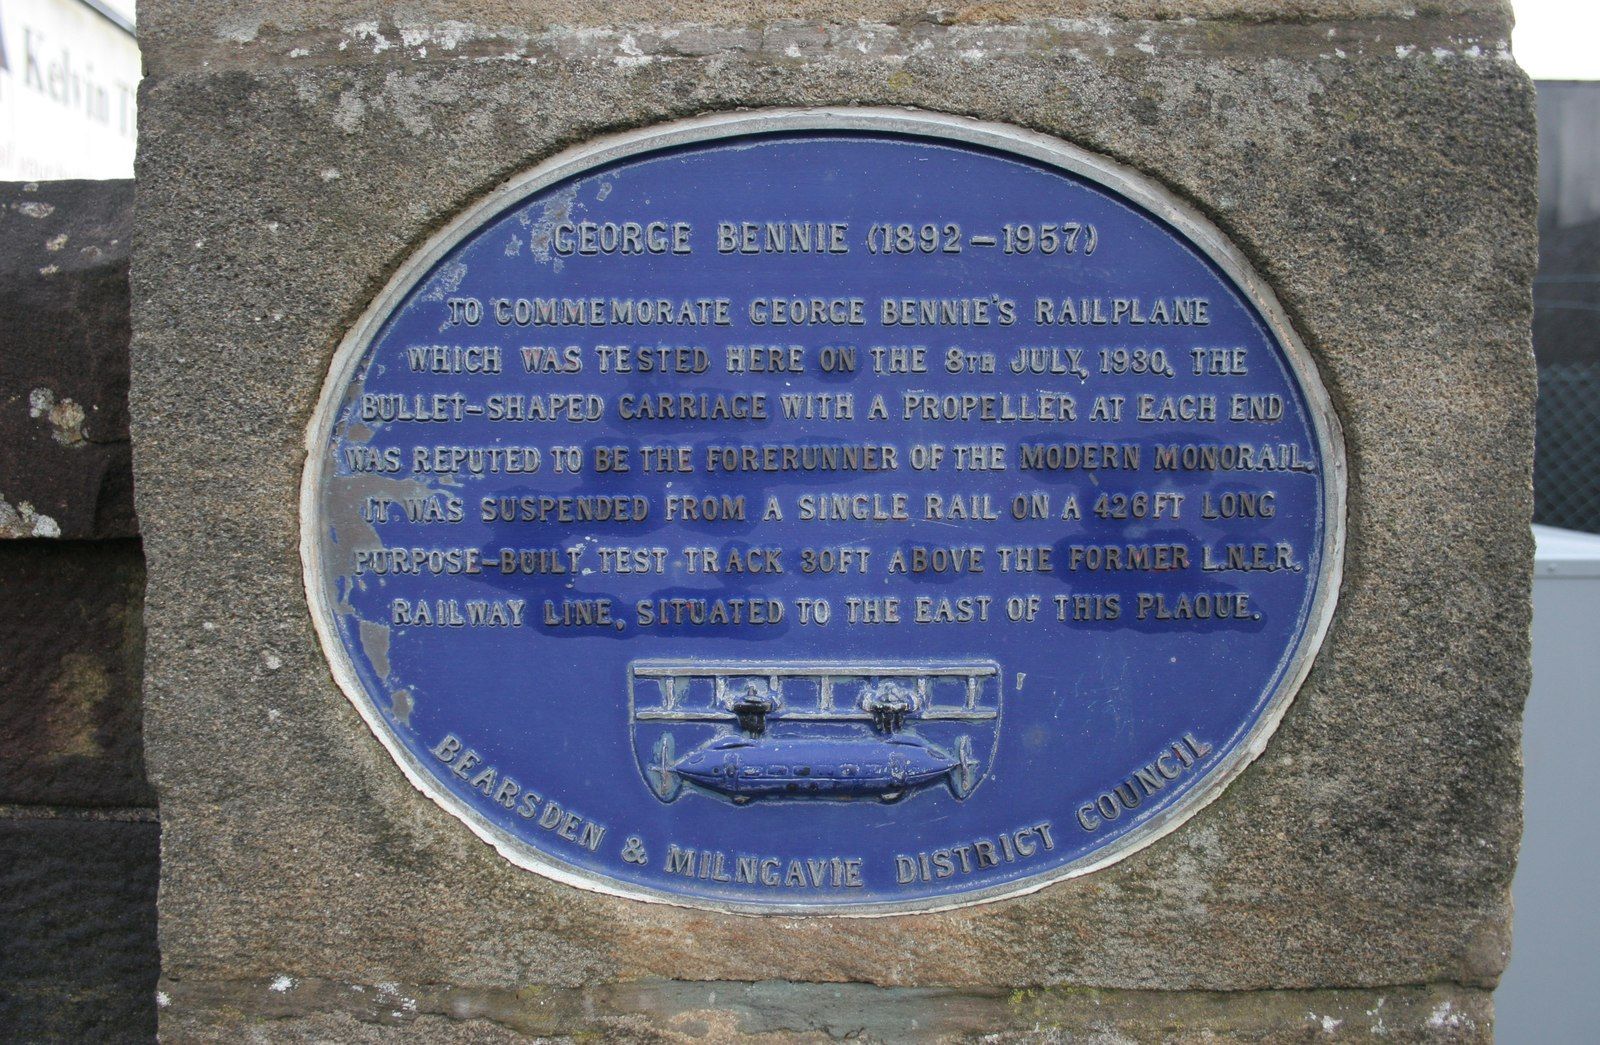 Kelvin
GEORGE BENNIE (1892-1957)
TO COMMEMORATE GEORGE BENNIE'S RAILPLANE
WHICH WAS TESTED HERE ON THE 8TH JULY, 1930. THE
BULLET-SHAPED CARRIAGE WITH A PROPELLER AT EACH END
WAS REPUTED TO BE THE FORERUNNER OF THE MODERN MONORAIL.
IT WAS SUSPENDED FROM A SINGLE RAIL ON A 426FT LONG
PURPOSE-BUILT TEST TRACK 30FT ABOVE THE FORMER L.N.E.R.
RAILWAY LINE, SITUATED TO THE EAST OF THIS PLAQUE.
BEARSDEN & MILNGAVIE DISTRICT COUNCIL